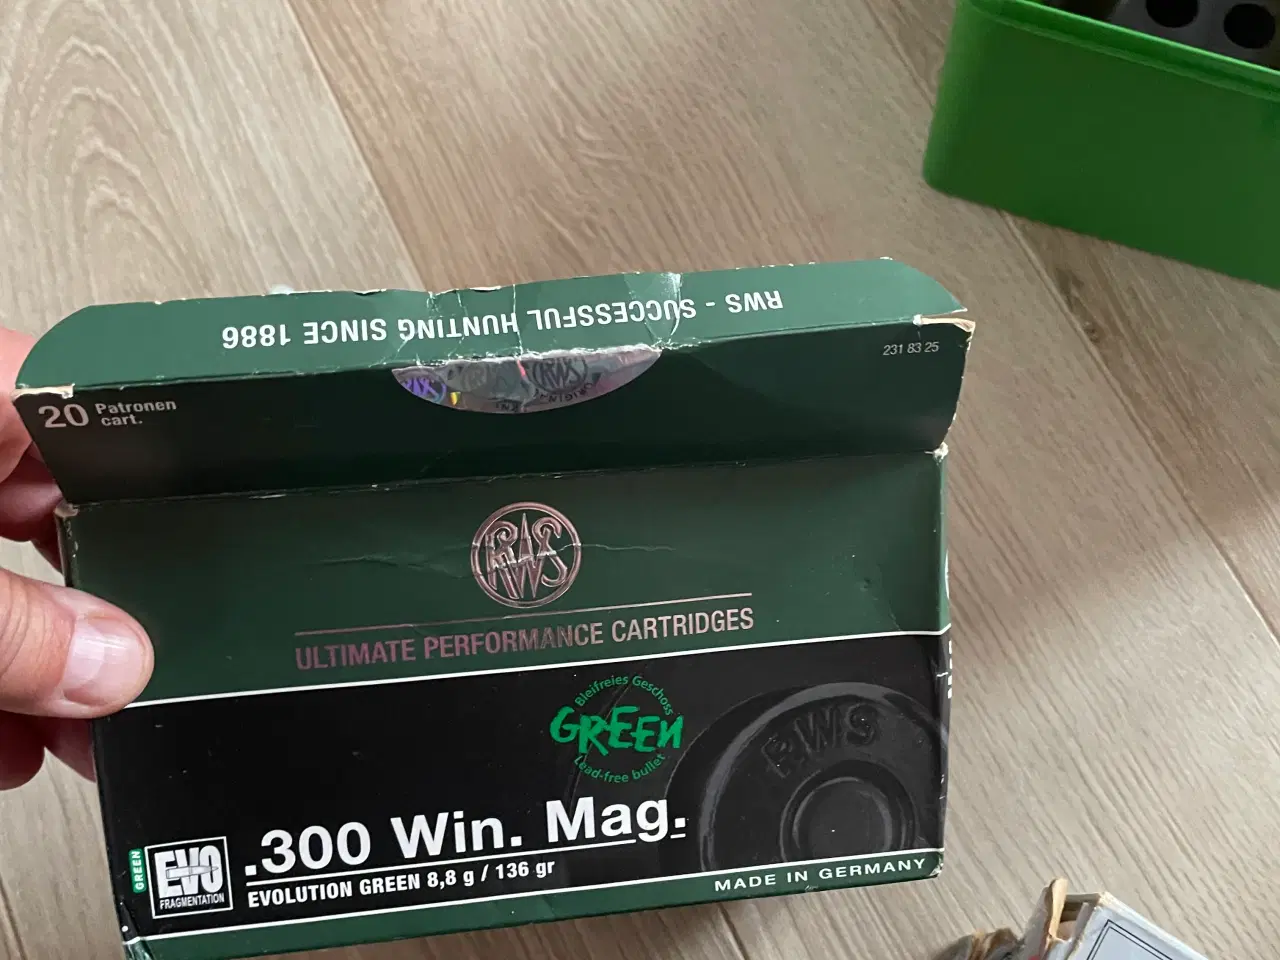 RWS - SUCCESSFUL HUNTING SINCE 1886
RWS
20 Patronen
cart.
231 83 25
RWS
ULTIMATE PERFORMANCE CARTRIDGES
Bleifreies Geschoss
GREEN
Lead-free bullet
RWS
.300 Win. Mag.
GREEN
EVO
FRAGMENTATION
EVOLUTION GREEN 8,8 g / 136 gr
MADE IN GERMANY